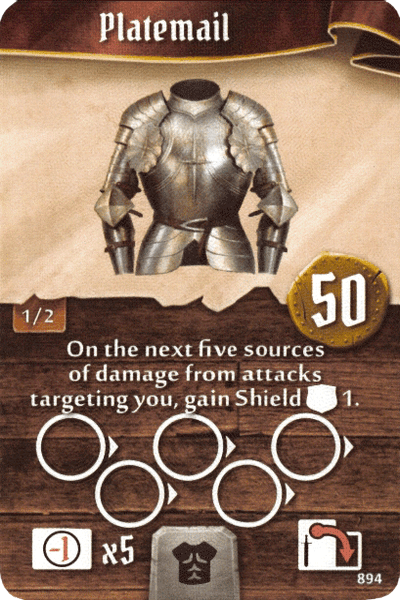 Platemail
50
1/2
On the next five sources
of damage from attacks
targeting you, gain Shield 1.
-1 x5
894